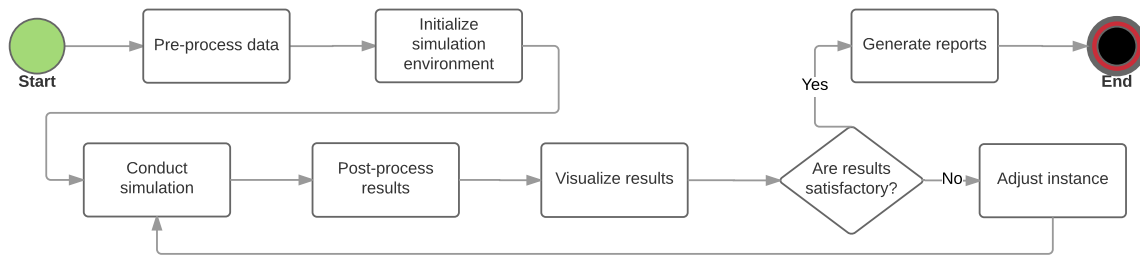 Start
Pre-process data
Initialize
simulation
environment
Conduct
simulation
Post-process
results
Visualize results
Are results
satisfactory?
Yes
Generate reports
End
No
Adjust instance